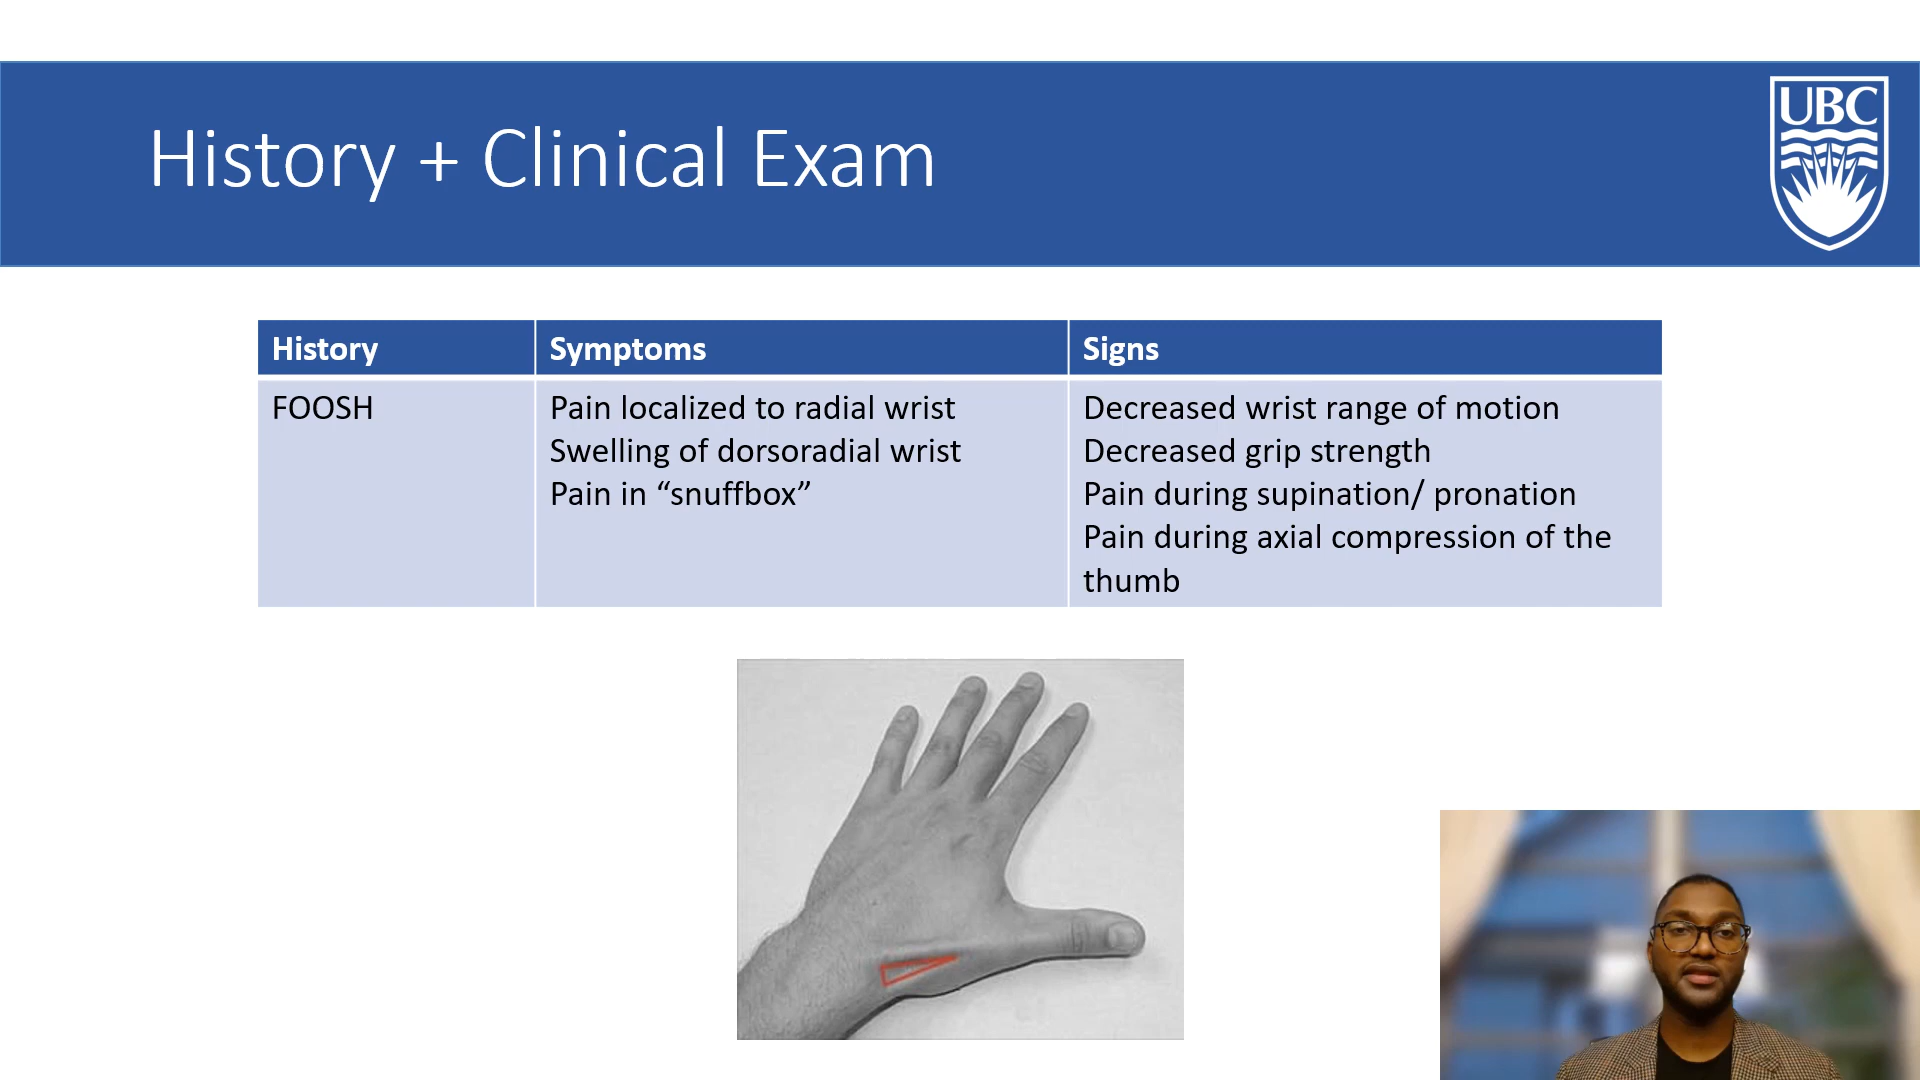 History + Clinical Exam
UBC
History
Symptoms
Signs
FOOSH
Pain localized to radial wrist
Swelling of dorsoradial wrist
Pain in “snuffbox”
Decreased wrist range of motion
Decreased grip strength
Pain during supination/ pronation
Pain during axial compression of the
thumb